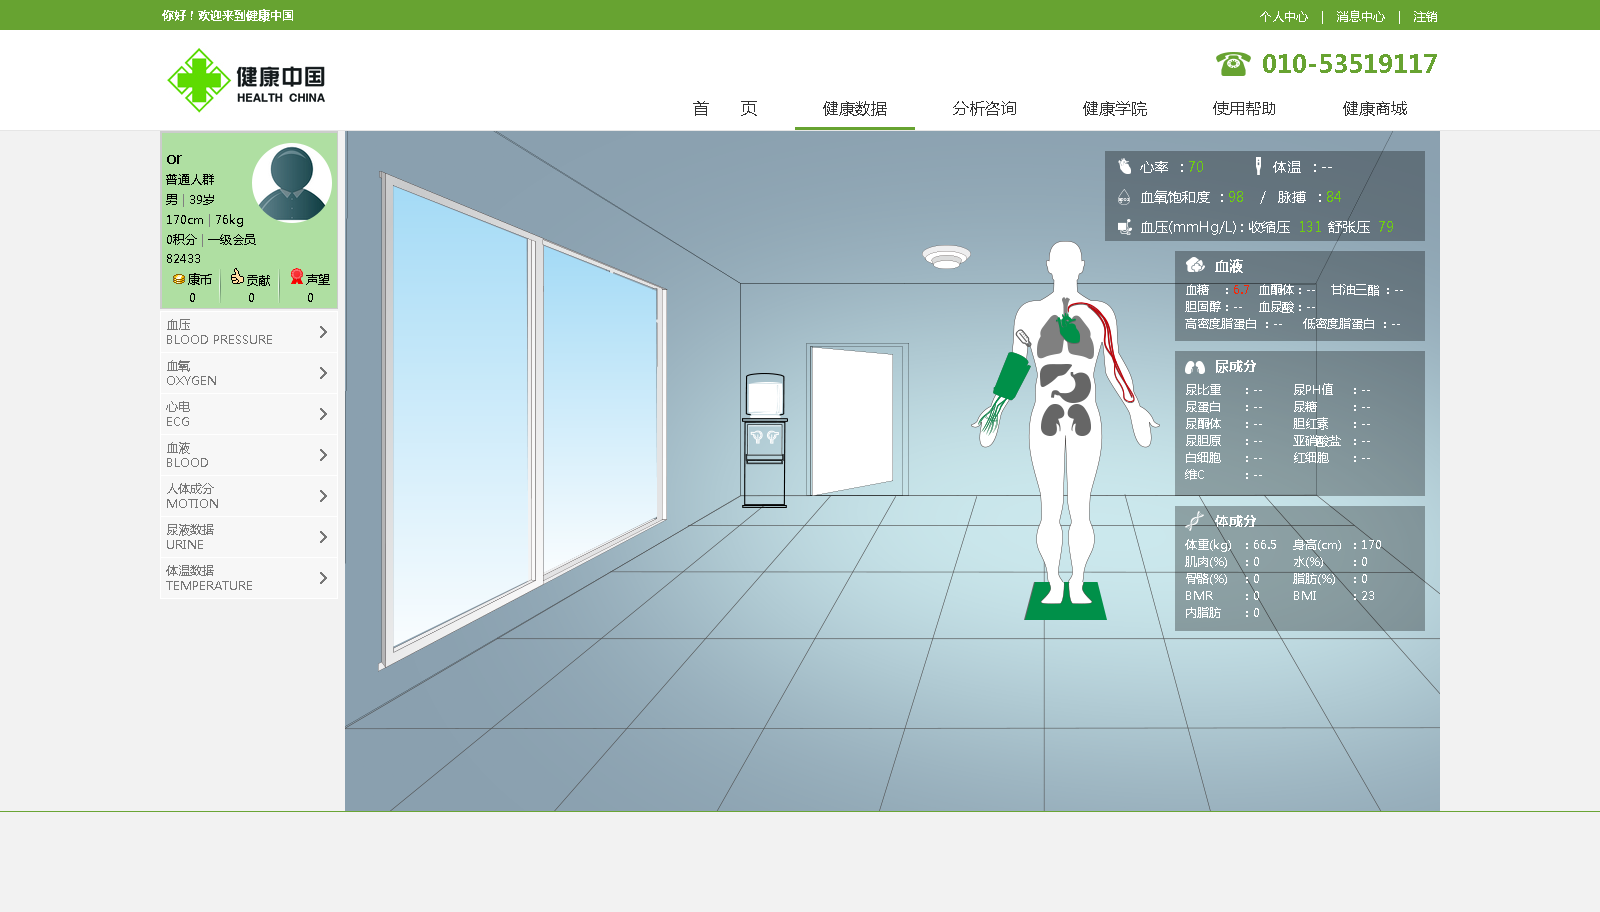 你好！欢迎来到健康中国
个人中心 | 消息中心 | 注销
健康中国
HEALTH CHINA
010-53519117
首 页 健康数据 分析咨询 健康学院 使用帮助 健康商城
or
普通人群
男 | 39岁
170cm | 76kg
0积分 | 一级会员
82433
康币 贡献 声望
0 0 0
血压
BLOOD PRESSURE
血氧
OXYGEN
心电
ECG
血液
BLOOD
人体成分
MOTION
尿液数据
URINE
体温数据
TEMPERATURE
心率 ：70 体温 ：--
血氧饱和度 ：98 / 脉搏 ：84
血压(mmHg/L)：收缩压 131 舒张压 79
血液
血糖 ：6.7 血酮体：-- 甘油三酯 ：--
胆固醇：-- 血尿酸：--
高密度脂蛋白 ：-- 低密度脂蛋白 ：--
尿成分
尿比重 ：-- 尿PH值 ：--
尿蛋白 ：-- 尿糖 ：--
尿酮体 ：-- 胆红素 ：--
尿胆原 ：-- 亚硝酸盐 ：--
白细胞 ：-- 红细胞 ：--
维C ：--
体成分
体重(kg) ：66.5 身高(cm) ：170
肌肉(%) ：0 水(%) ：0
骨骼(%) ：0 脂肪(%) ：0
BMR ：0 BMI ：23
内脂肪 ：0